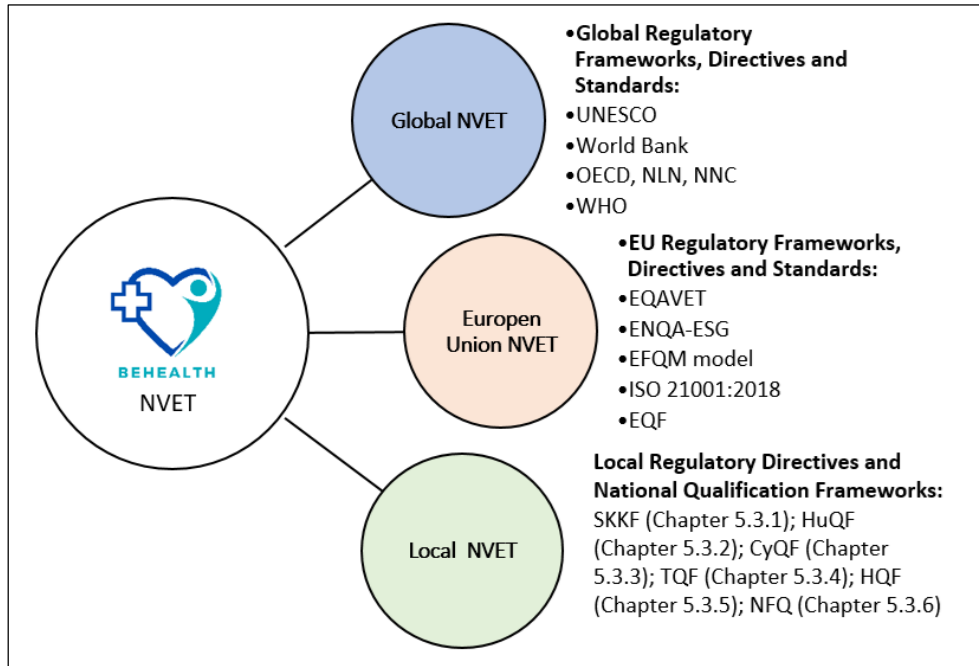 •Global Regulatory
Frameworks, Directives and
Standards:
•UNESCO
•World Bank
•OECD, NLN, NNC
•WHO
Global NVET
•EU Regulatory Frameworks,
Directives and Standards:
•EQAVET
•ENQA-ESG
•EFQM model
•ISO 21001:2018
•EQF
Europen
Union NVET
BEHEALTH
NVET
Local Regulatory Directives and
National Qualification Frameworks:
SKKF (Chapter 5.3.1); HuQF
(Chapter 5.3.2); CyQF (Chapter
5.3.3); TQF (Chapter 5.3.4); HQF
(Chapter 5.3.5); NFQ (Chapter 5.3.6)
Local  NVET